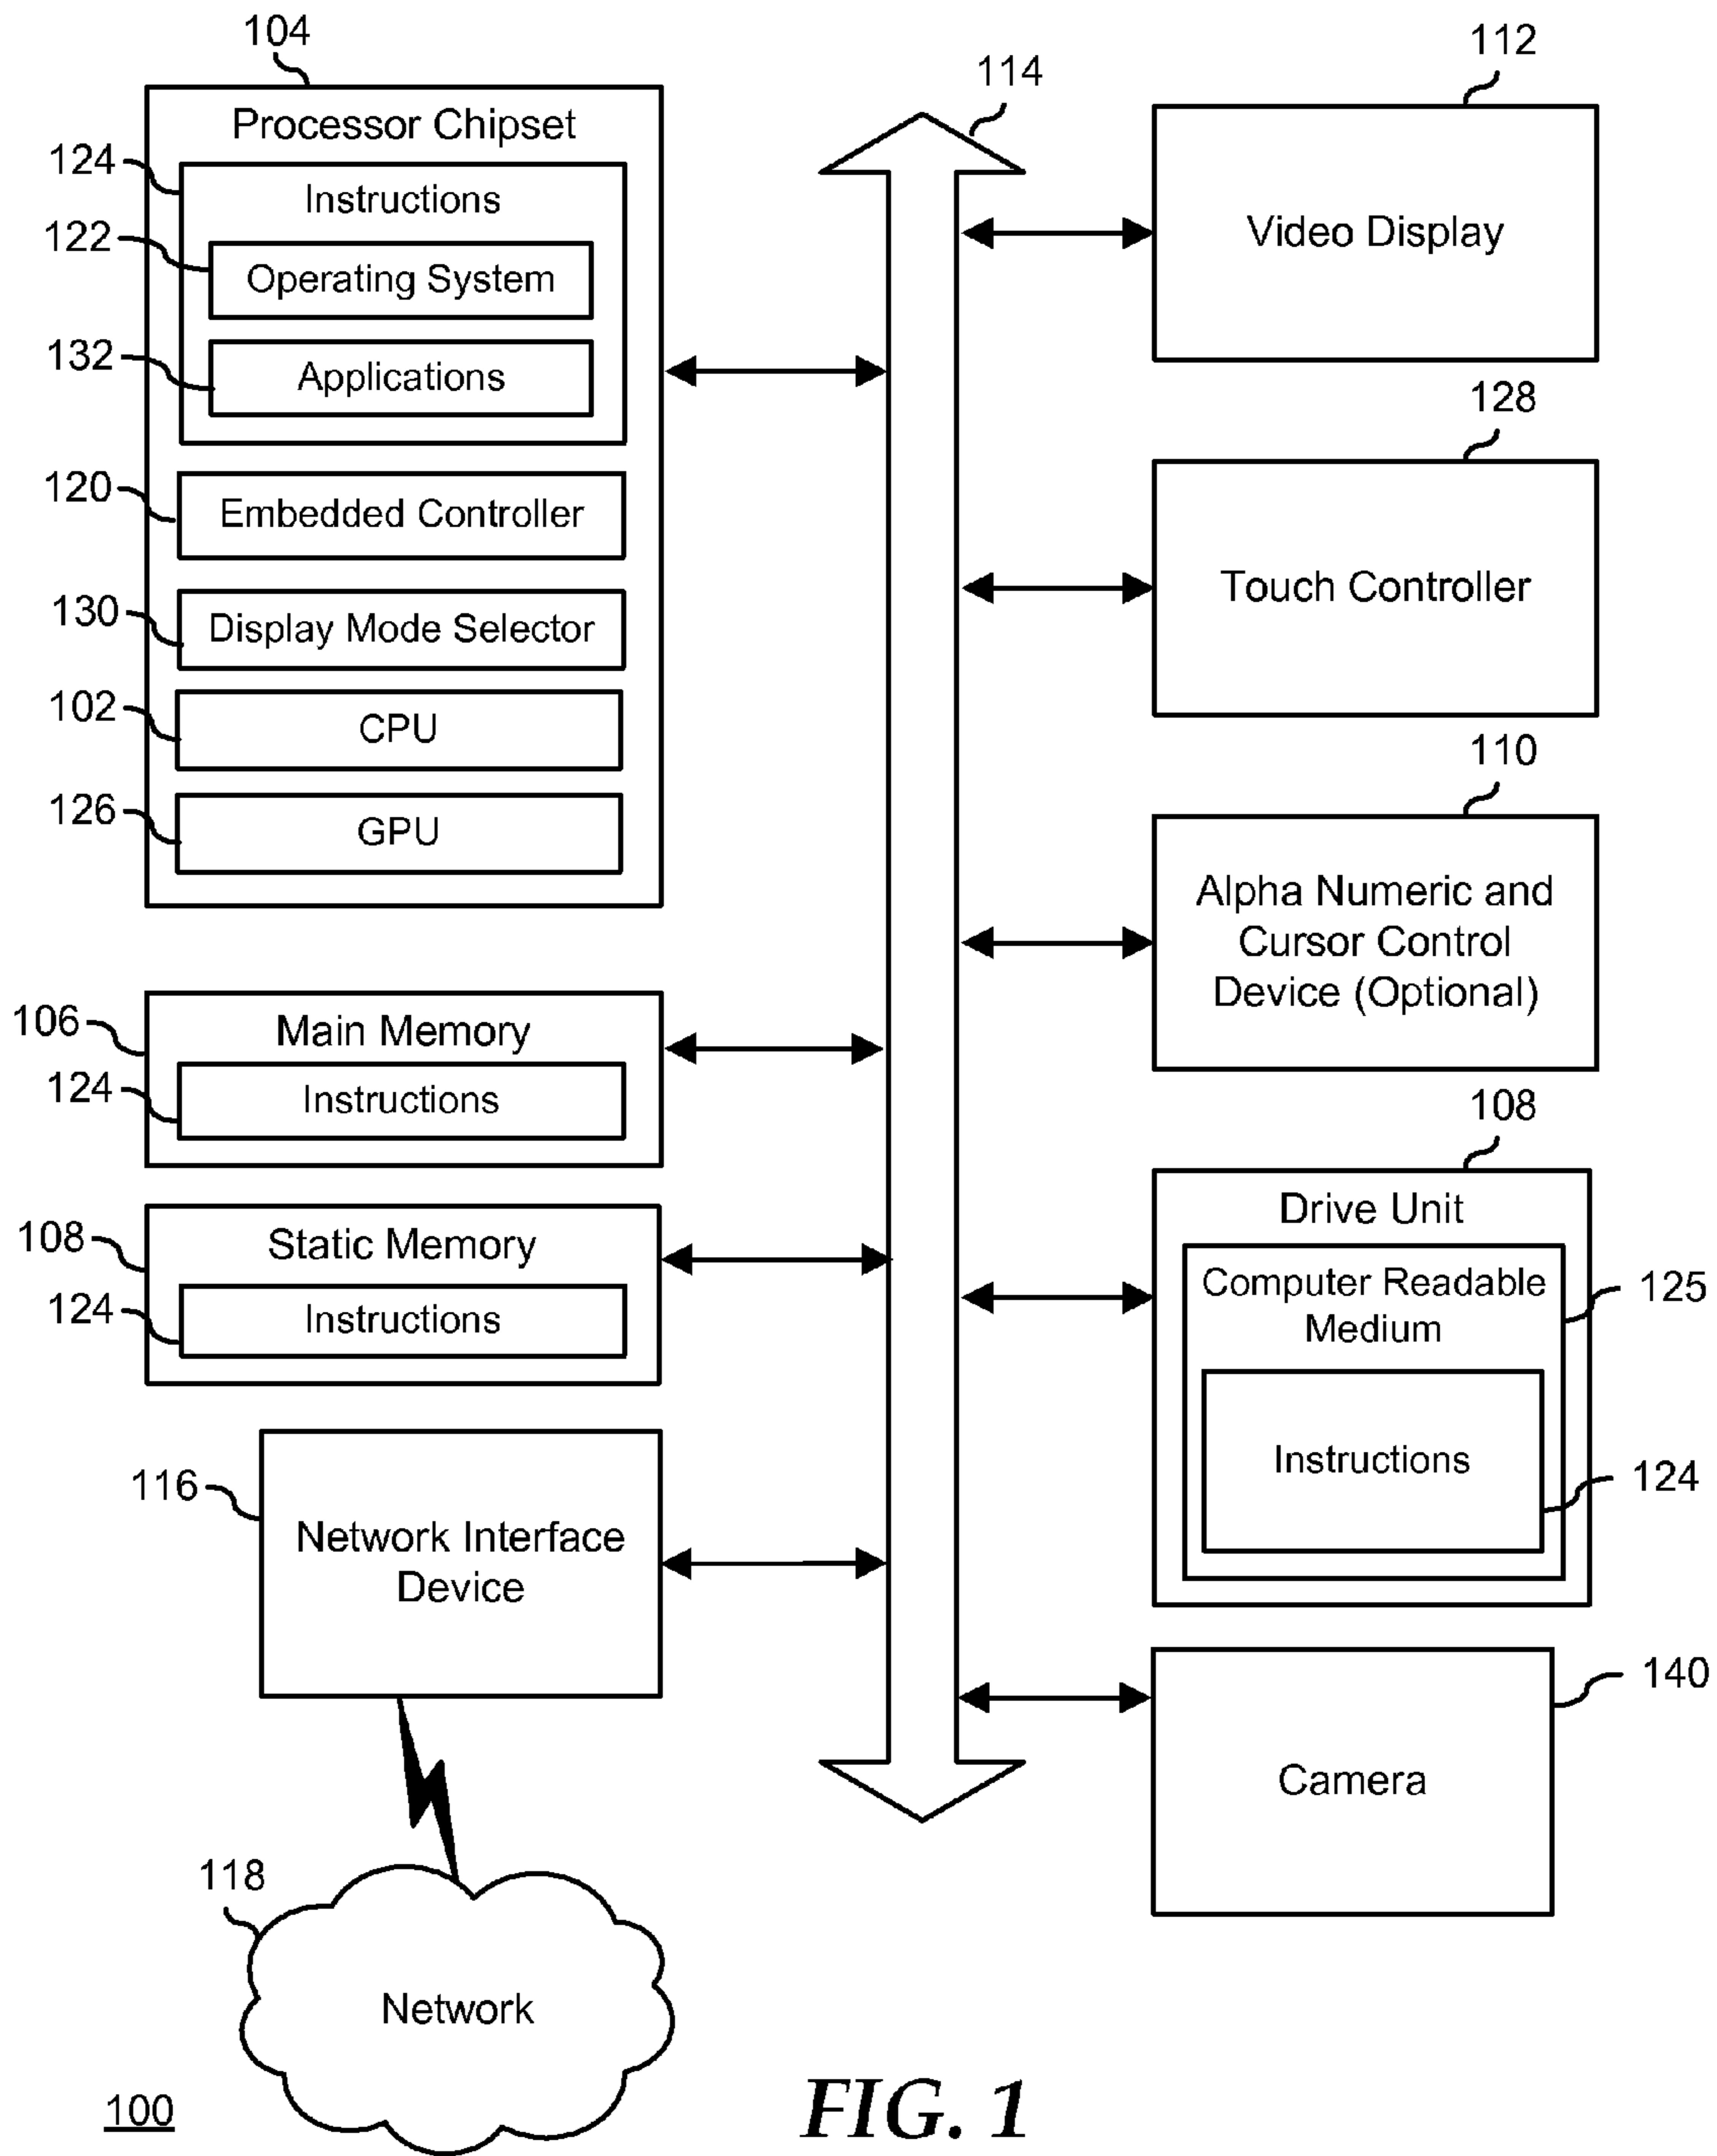 104
Processor Chipset
124
Instructions
122
Operating System
132
Applications
120
Embedded Controller
130
Display Mode Selector
102
CPU
126
GPU
106
Main Memory
124
Instructions
108
Static Memory
124
Instructions
116
Network Interface
Device
118
Network
100
114
112
Video Display
128
Touch Controller
110
Alpha Numeric and
Cursor Control
Device (Optional)
108
Drive Unit
Computer Readable
Medium
125
Instructions
124
140
Camera
FIG. 1